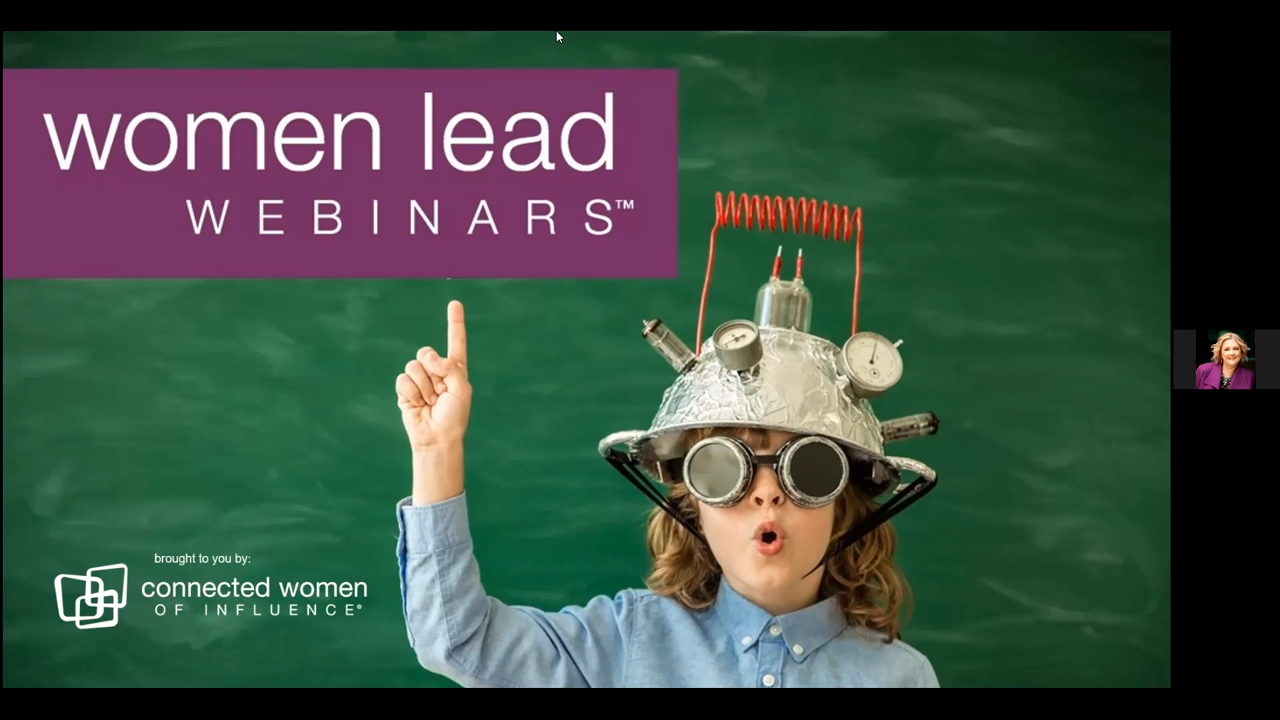 women lead
WEBINARS™
brought to you by:
connected women
OF INFLUENCE®